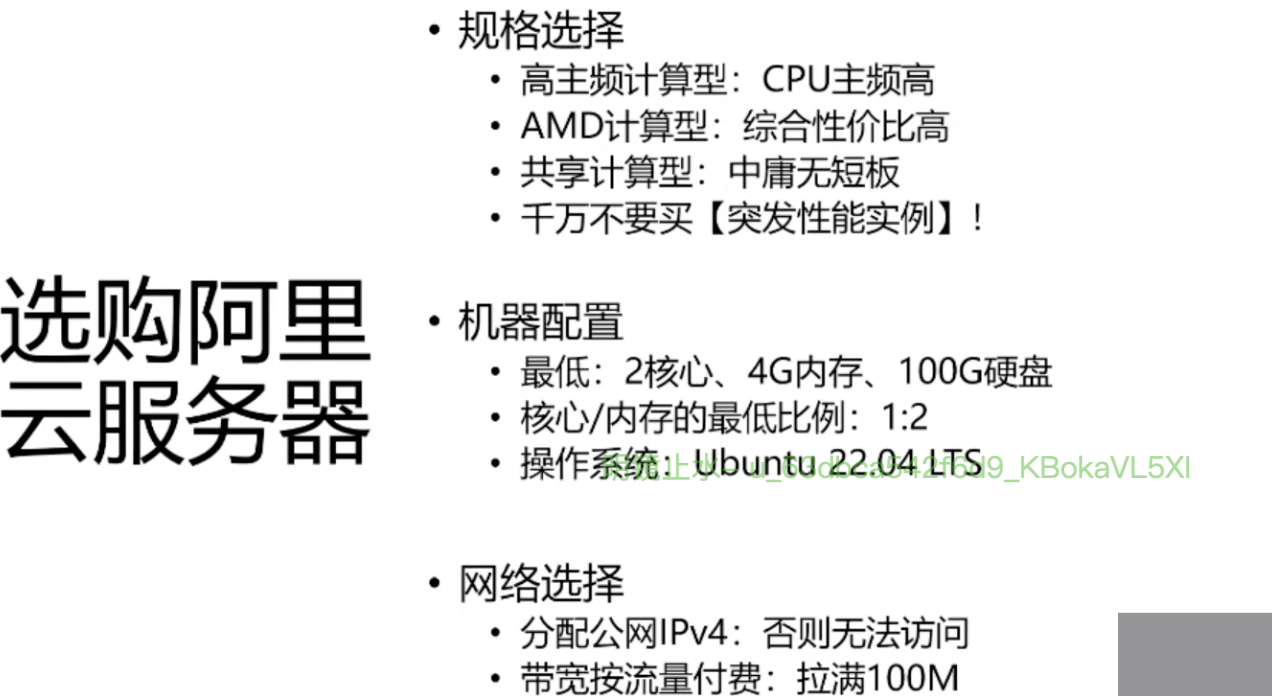 选购阿里
云服务器
• 规格选择
• 高主频计算型：CPU主频高
• AMD计算型：综合性价比高
• 共享计算型：中庸无短板
• 千万不要买【突发性能实例】！
• 机器配置
• 最低：2核心、4G内存、100G硬盘
• 核心/内存的最低比例：1:2
• 操作系统：Ubuntu 22.04 LTS
• 网络选择
• 分配公网IPv4：否则无法访问
• 带宽按流量付费：拉满100M